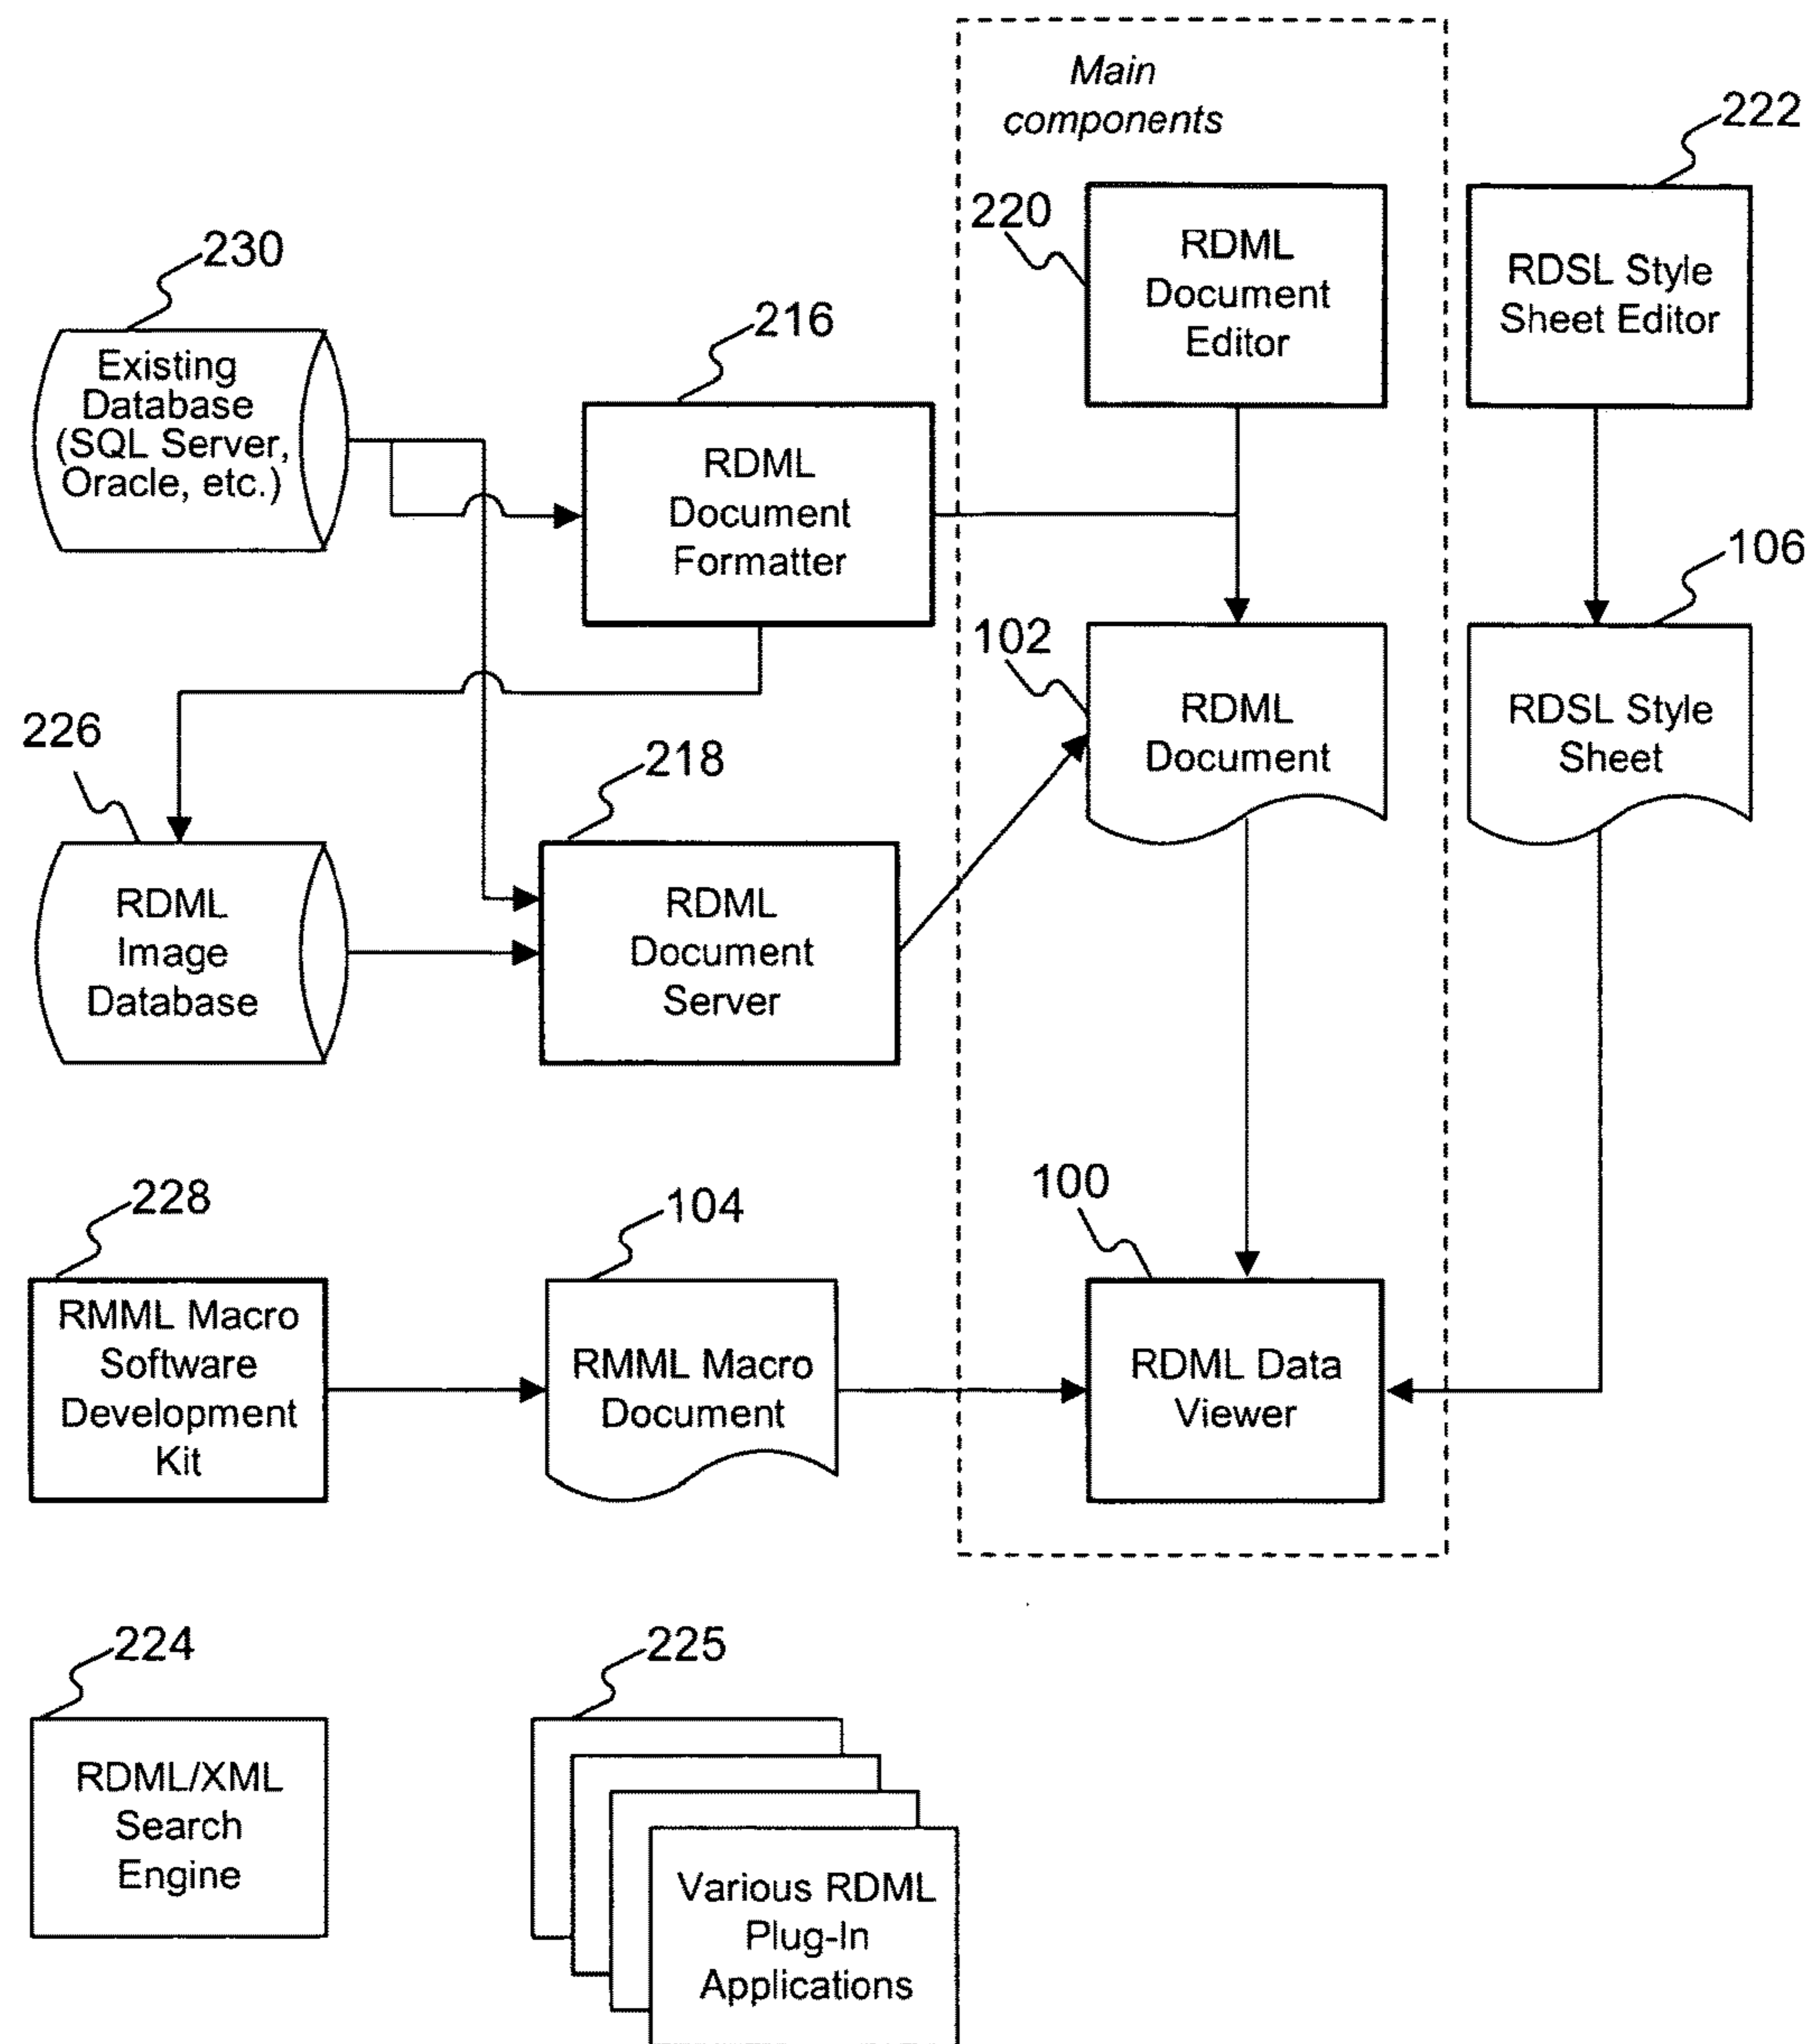 Main
components
222
220
RDML
Document
Editor
RDSL Style
Sheet Editor
230
Existing
Database
(SQL Server,
Oracle, etc.)
216
RDML
Document
Formatter
106
102
RDML
Document
RDSL Style
Sheet
226
RDML
Image
Database
218
RDML
Document
Server
228
RMML Macro
Software
Development
Kit
104
RMML Macro
Document
100
RDML Data
Viewer
224
RDML/XML
Search
Engine
225
Various RDML
Plug-In
Applications